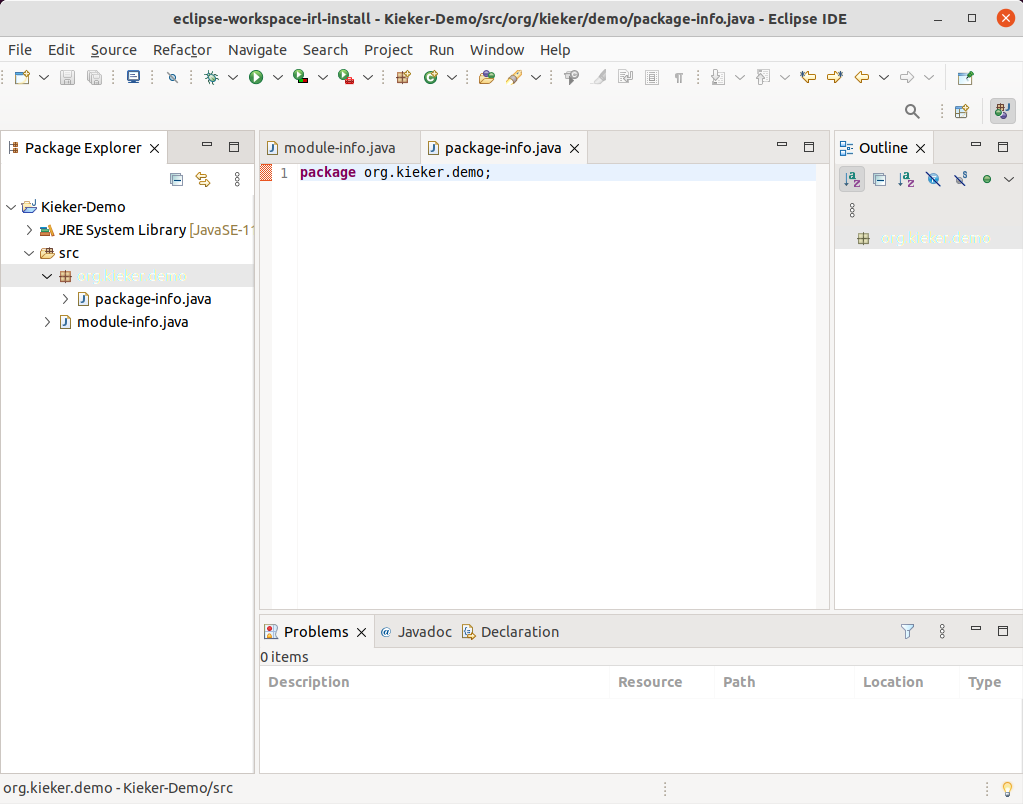 eclipse-workspace-irl-install - Kieker-Demo/src/org/kieker/demo/package-info.java - Eclipse IDE
File Edit Source Refactor Navigate Search Project Run Window Help
Package Explorer
module-info.java
package-info.java
Outline
1 package org.kieker.demo;
Kieker-Demo
JRE System Library [JavaSE-11
src
org.kieker.demo
package-info.java
module-info.java
org.kieker.demo
Problems
Javadoc
Declaration
0 items
Description Resource Path Location Type
org.kieker.demo - Kieker-Demo/src